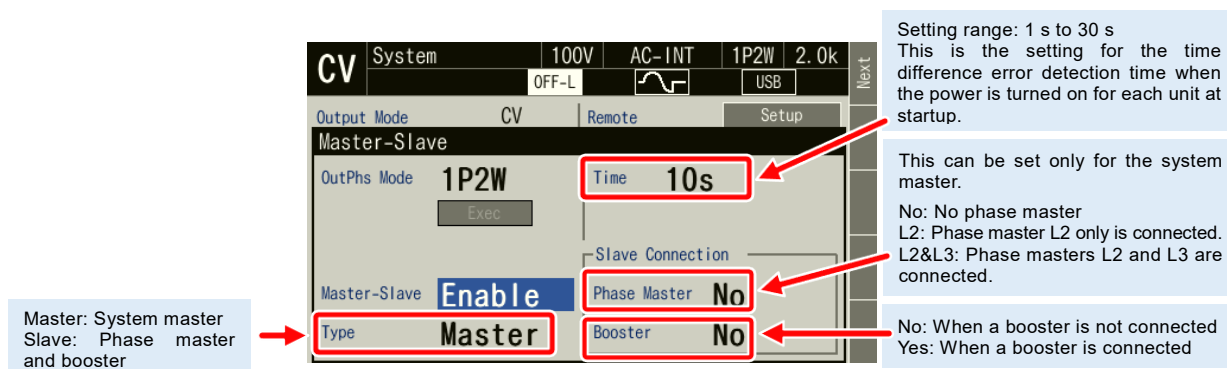 Setting range: 1 s to 30 s
This is the setting for the time
difference error detection time when
the power is turned on for each unit at
startup.
CV
System
100V
AC-INT
1P2W
2.0k
OFF-L
USB
Next
Output Mode
CV
Remote
Setup
Master-Slave
OutPhs Mode
1P2W
Time
10s
Exec
This can be set only for the system
master.
No: No phase master
L2: Phase master L2 only is connected.
L2&L3: Phase masters L2 and L3 are
connected.
Slave Connection
Master-Slave
Enable
Phase Master
No
Type
Master
Booster
No
Master: System master
Slave: Phase master
and booster
No: When a booster is not connected
Yes: When a booster is connected